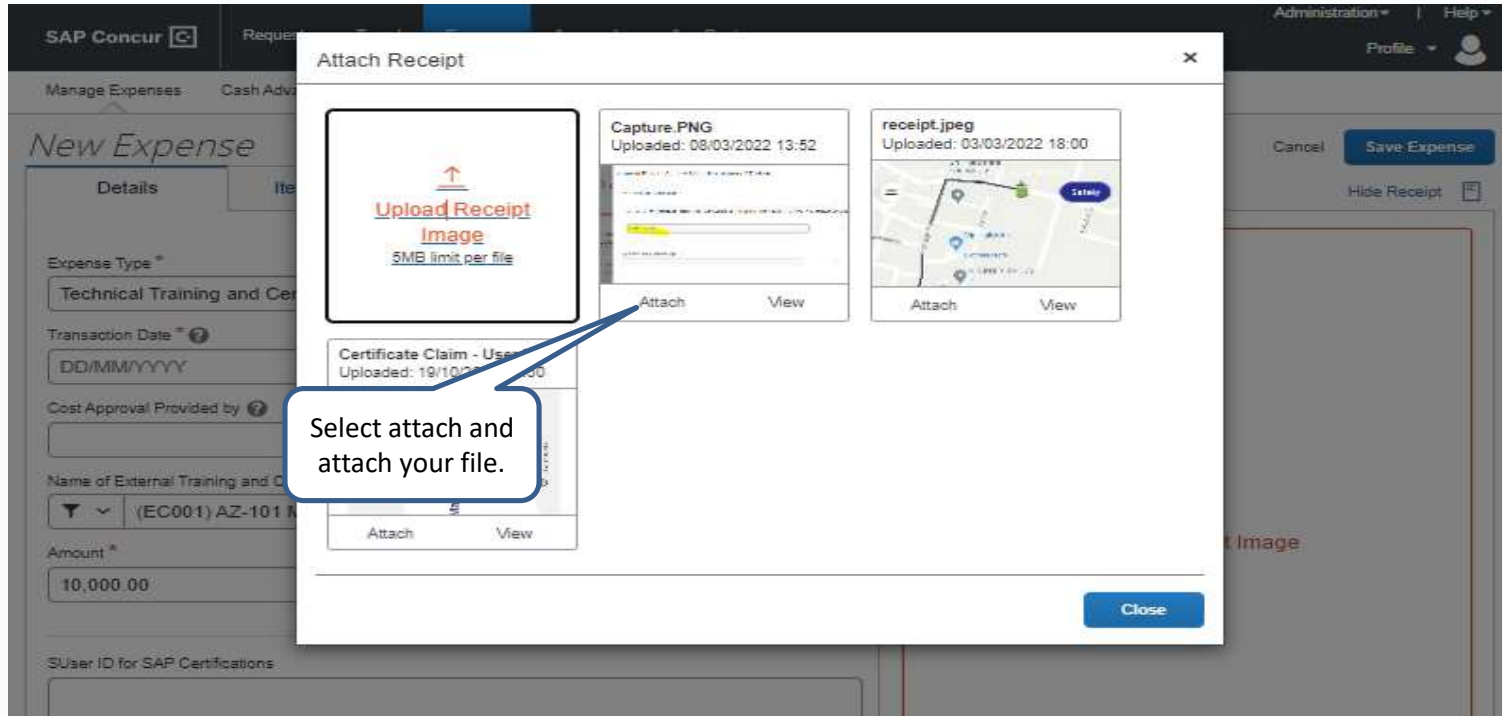 Administration | Help
SAP Concur C
Profile
Attach Receipt ×
Manage Expenses
New Expense
Cancel Save Expense
Details
Hide Receipt
Upload Receipt
Image
5MB limit per file
Capture.PNG
Uploaded: 08/03/2022 13:52
Attach View
receipt.jpeg
Uploaded: 03/03/2022 18:00
Safely
Attach View
Expense Type *
Technical Training and
Transaction Date *
DD/MM/YYYY
Cost Approval Provided by
Name of External Training and
(EC001) AZ-101
Amount *
10,000.00
Certificate Claim -
Uploaded:
Select attach and
attach your file.
Attach View
Image
Close
SUser ID for SAP Certifications